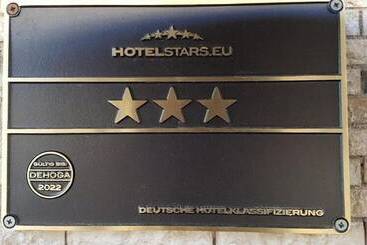 HOTELSTARS.EU
GÜLTIG BIS:
DEHOGA
2022
DEUTSCHE HOTELKLASSIFIZIERUNG